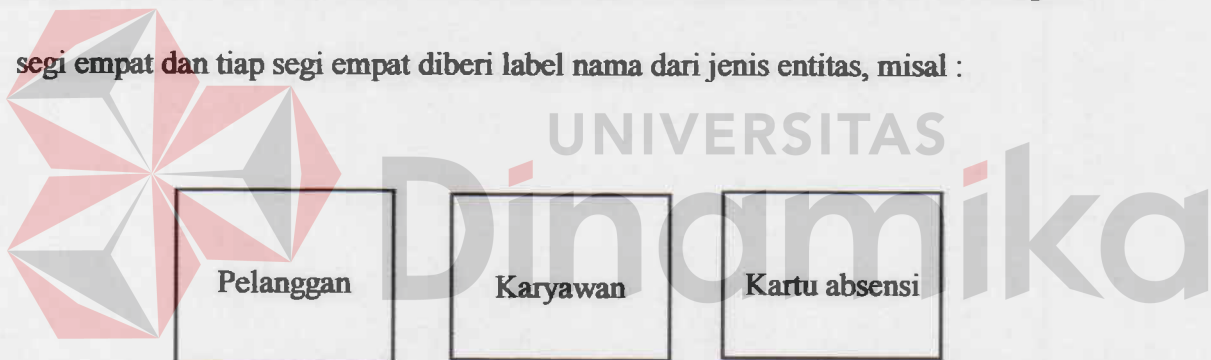 segi empat dan tiap segi empat diberi label nama dari jenis entitas, misal :
UNIVERSITAS
Dinamika
Pelanggan Karyawan Kartu absensi